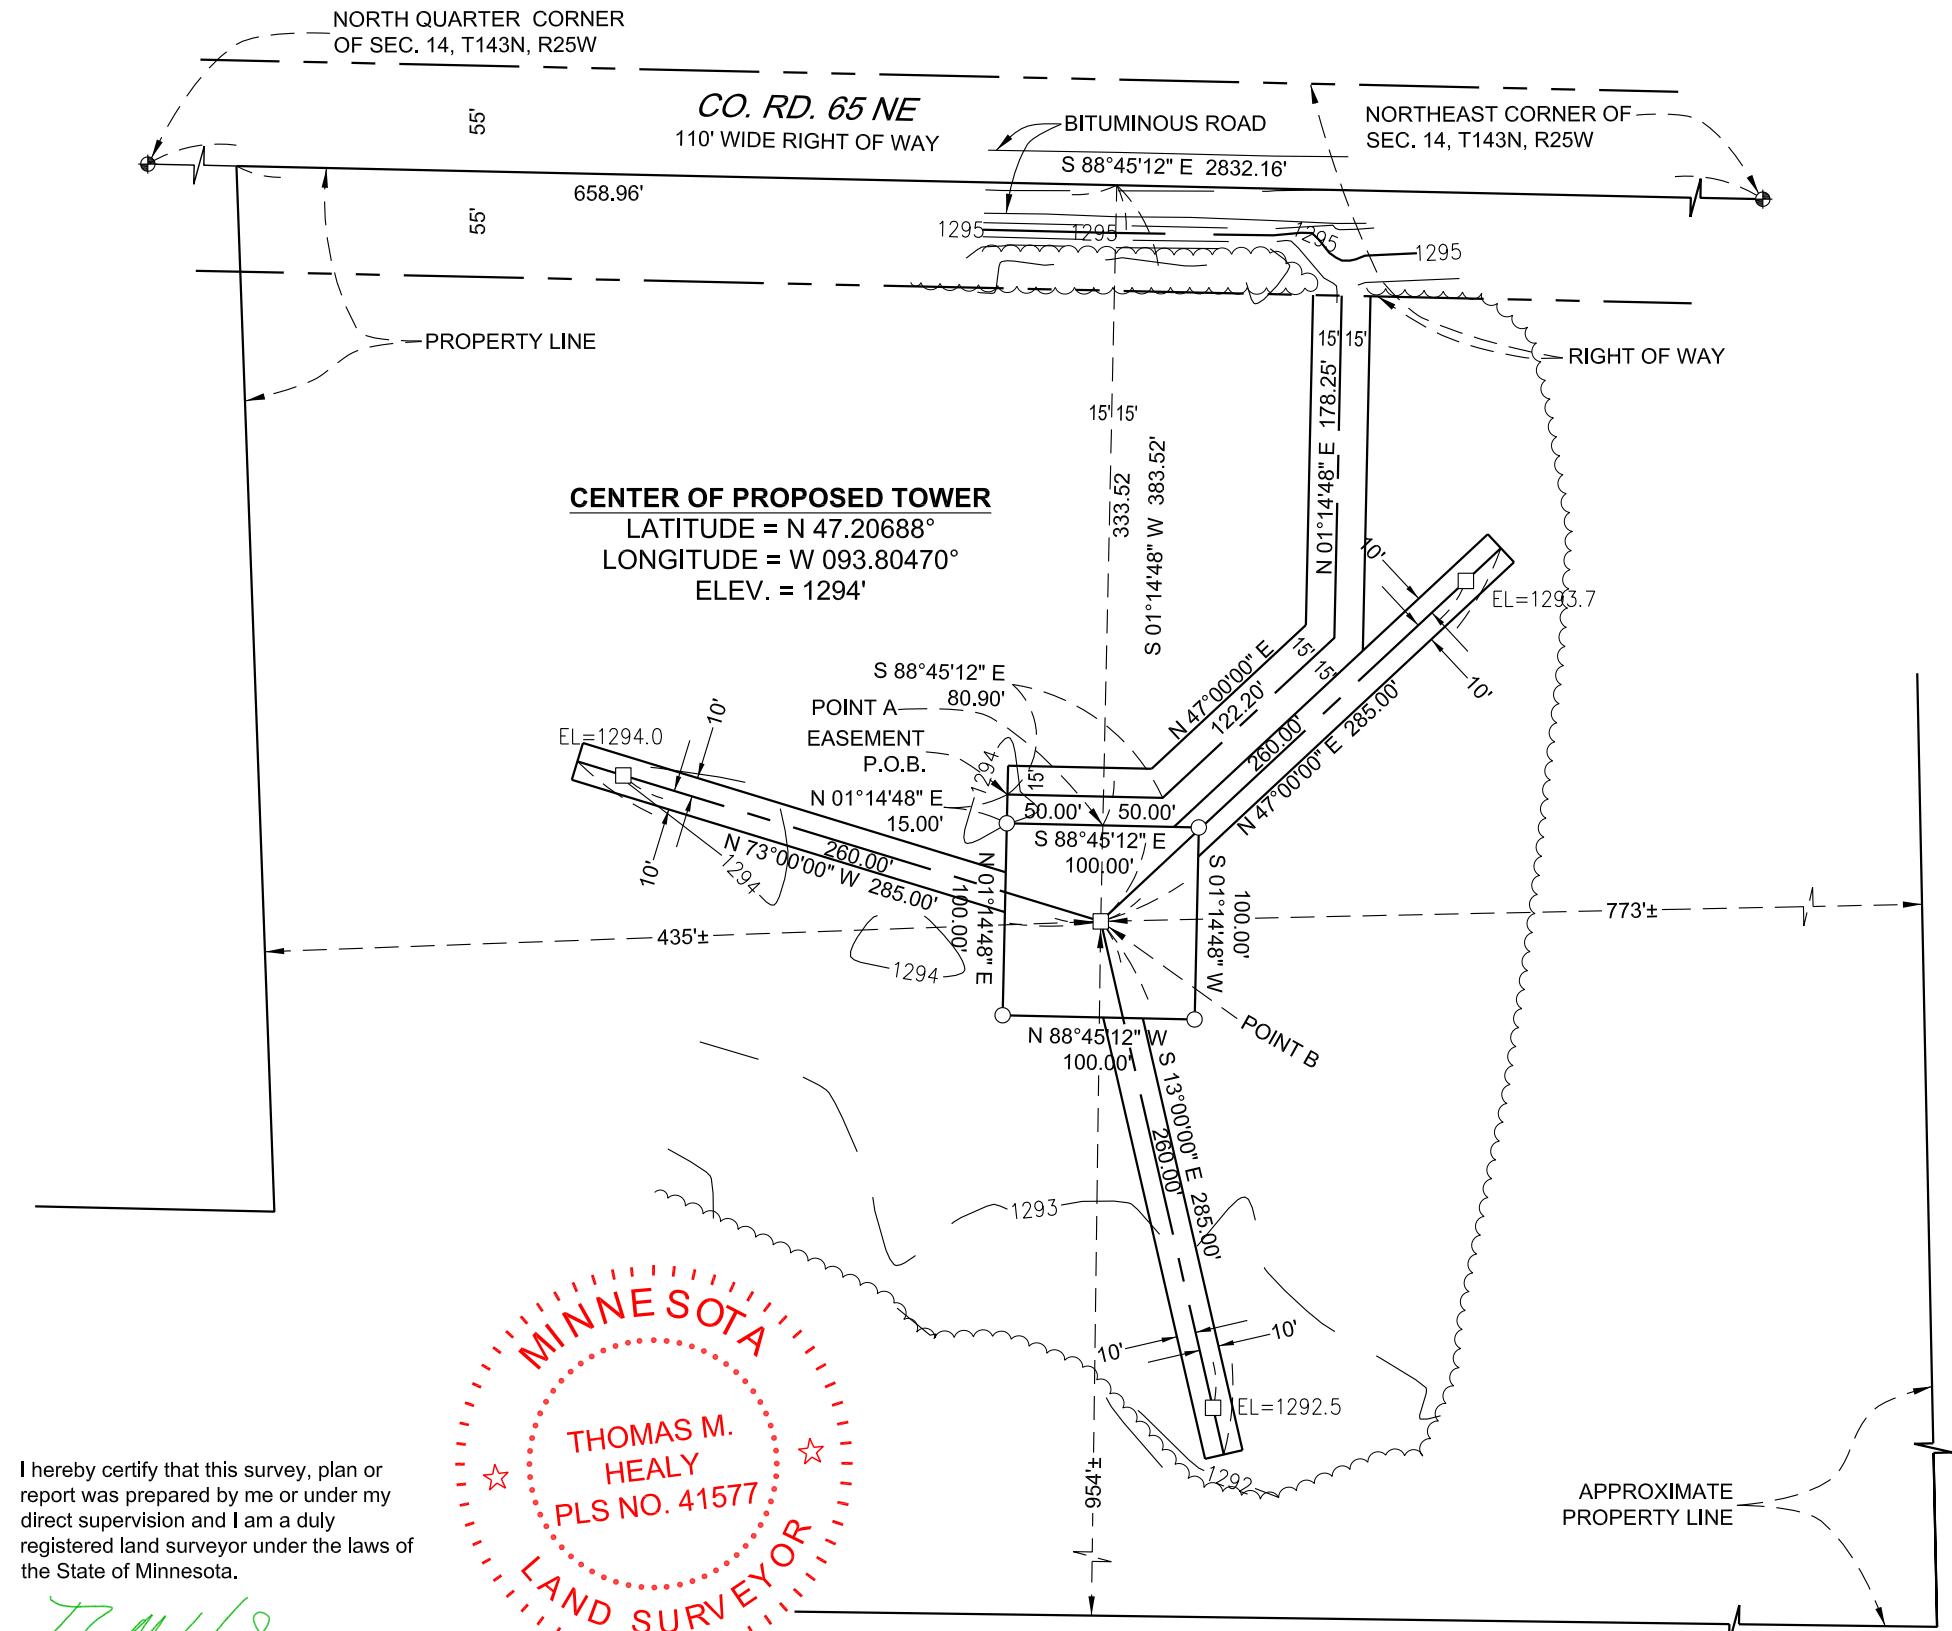 NORTH QUARTER CORNER
OF SEC. 14, T143N, R25W
CO. RD. 65 NE
110' WIDE RIGHT OF WAY
55'
55'
BITUMINOUS ROAD
NORTHEAST CORNER OF
SEC. 14, T143N, R25W
S 88°45'12" E 2832.16'
658.96'
1295
1295
1295
1295
PROPERTY LINE
RIGHT OF WAY
15' 15'
N 01°14'48" E 178.25'
15' 15'
333.52
S 01°14'48" W 383.52'
CENTER OF PROPOSED TOWER
LATITUDE = N 47.20688°
LONGITUDE = W 093.80470°
ELEV. = 1294'
10'
EL=1293.7
10'
S 88°45'12" E
80.90'
POINT A
EASEMENT
P.O.B.
N 01°14'48" E
15.00'
N 47°00'00" E
122.20'
15' 15'
260.00'
N 47°00'00" E 285.00'
EL=1294.0
10'
10'
1294
15'
50.00'
50.00'
S 88°45'12" E
100.00'
N 73°00'00" W 285.00'
260.00'
1294
N 01°14'48" E
100.00'
S 01°14'48" W
100.00'
435'±
773'±
1294
N 88°45'12" W
100.00'
POINT B
S 13°00'00" E 285.00'
260.00'
1293
10'
10'
EL=1292.5
1292
954'±
APPROXIMATE
PROPERTY LINE
MINNESOTA
THOMAS M.
HEALY
PLS NO. 41577
LAND SURVEYOR
I hereby certify that this survey, plan or
report was prepared by me or under my
direct supervision and I am a duly
registered land surveyor under the laws of
the State of Minnesota.